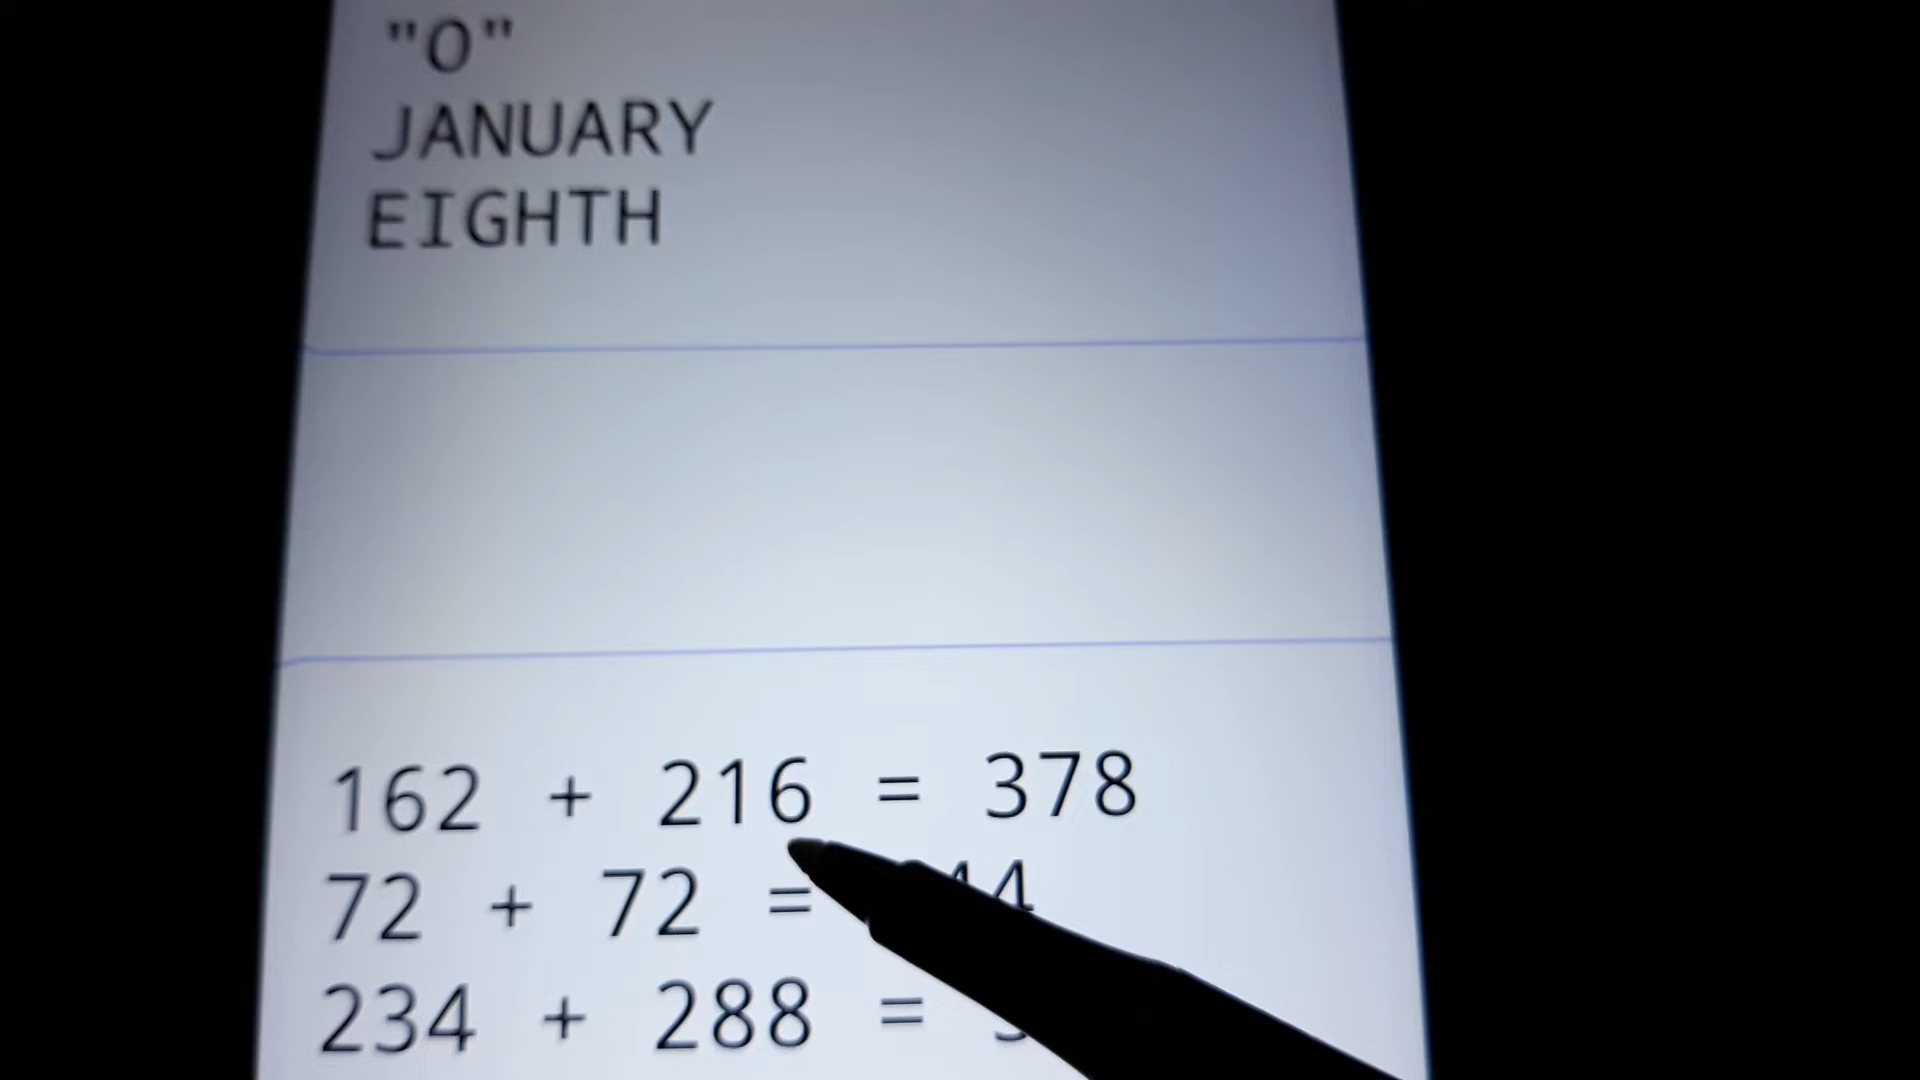 "O"
JANUARY
EIGHTH
162 + 216 = 378
72 + 72 =
234 + 288 =